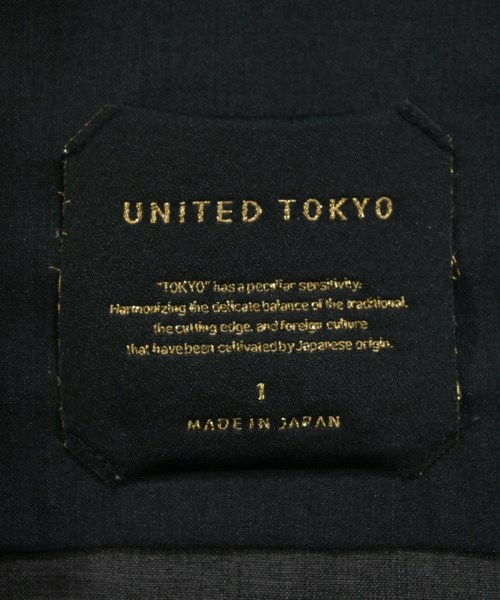 UNITED TOKYO
"TOKYO" has a peculiar sensitivity.
Harmonizing the delicate balance of the traditional,
the cutting edge, and foreign culture
that have been cultivated by Japanese origin.
1
MADE IN JAPAN